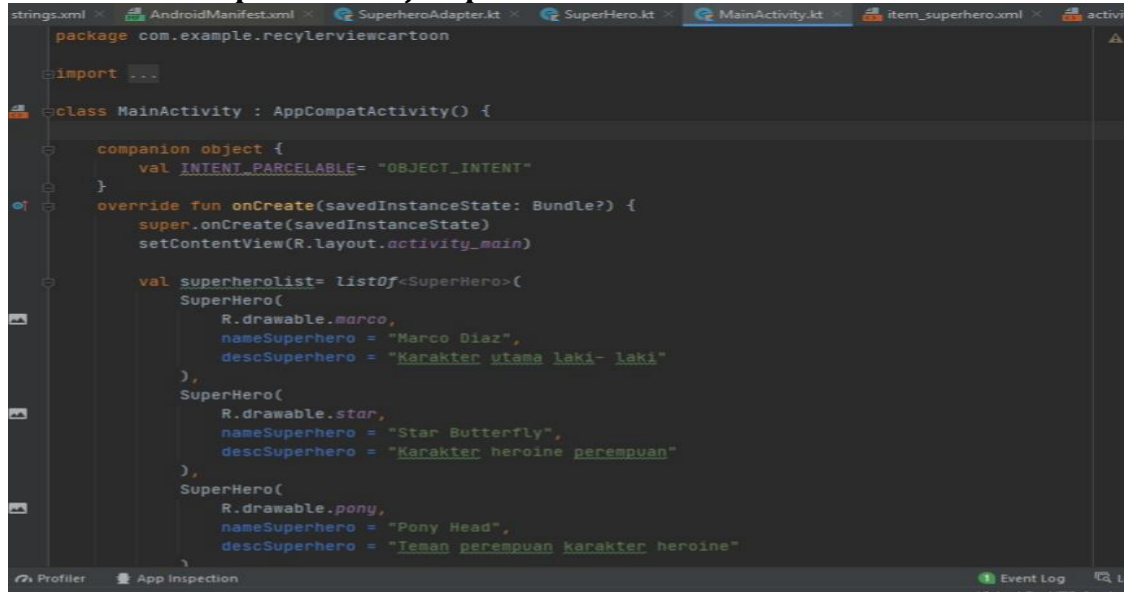 strings.xml AndroidManifest.xml SuperheroAdapter.kt SuperHero.kt MainActivity.kt item_superhero.xml
package com.example.recylerviewcartoon
import ...
class MainActivity : AppCompatActivity() {
companion object {
val INTENT_PARCELABLE= "OBJECT_INTENT"
}
override fun onCreate(savedInstanceState: Bundle?) {
super.onCreate(savedInstanceState)
setContentView(R.layout.activity_main)
val superherolist= listOf<SuperHero>(
SuperHero(
R.drawable.marco,
nameSuperhero = "Marco Diaz",
descSuperhero = "Karakter utama laki- laki"
),
SuperHero(
R.drawable.star,
nameSuperhero = "Star Butterfly",
descSuperhero = "Karakter heroine perempuan"
),
SuperHero(
R.drawable.pony,
nameSuperhero = "Pony Head",
descSuperhero = "Teman perempuan karakter heroine"
)
Profiler App Inspection 1 Event Log